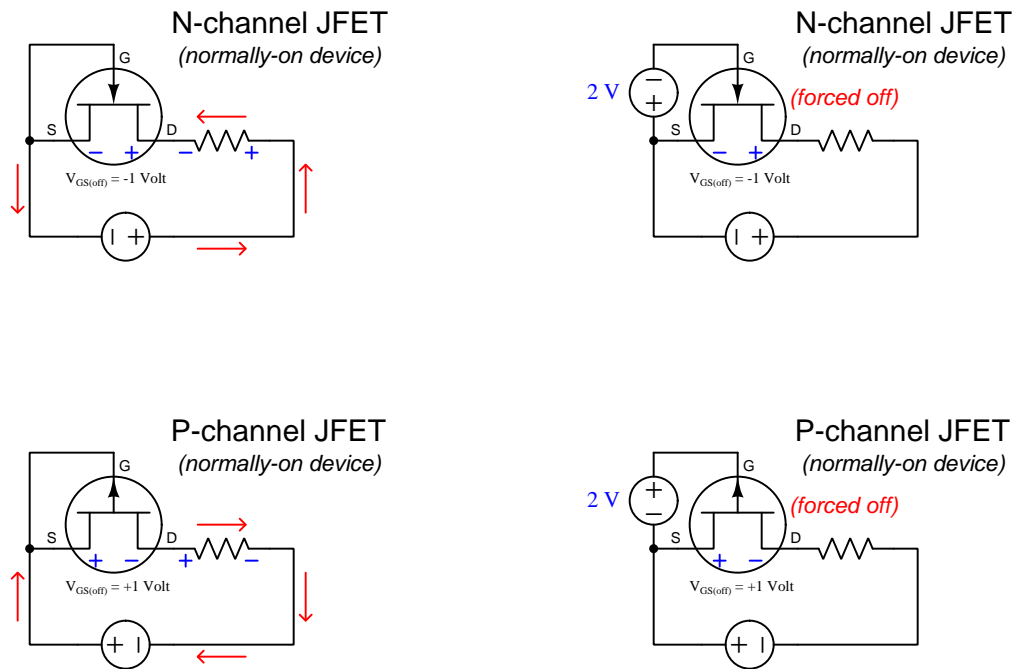 N-channel JFET
(normally-on device)
G
S
D
− + − +
V_GS(off) = -1 Volt
− +
N-channel JFET
(normally-on device)
G
2 V
−
+
(forced off)
S
D
− +
V_GS(off) = -1 Volt
− +
P-channel JFET
(normally-on device)
G
S
D
+ − + −
V_GS(off) = +1 Volt
+ −
P-channel JFET
(normally-on device)
G
2 V
+
−
(forced off)
S
D
+ −
V_GS(off) = +1 Volt
+ −